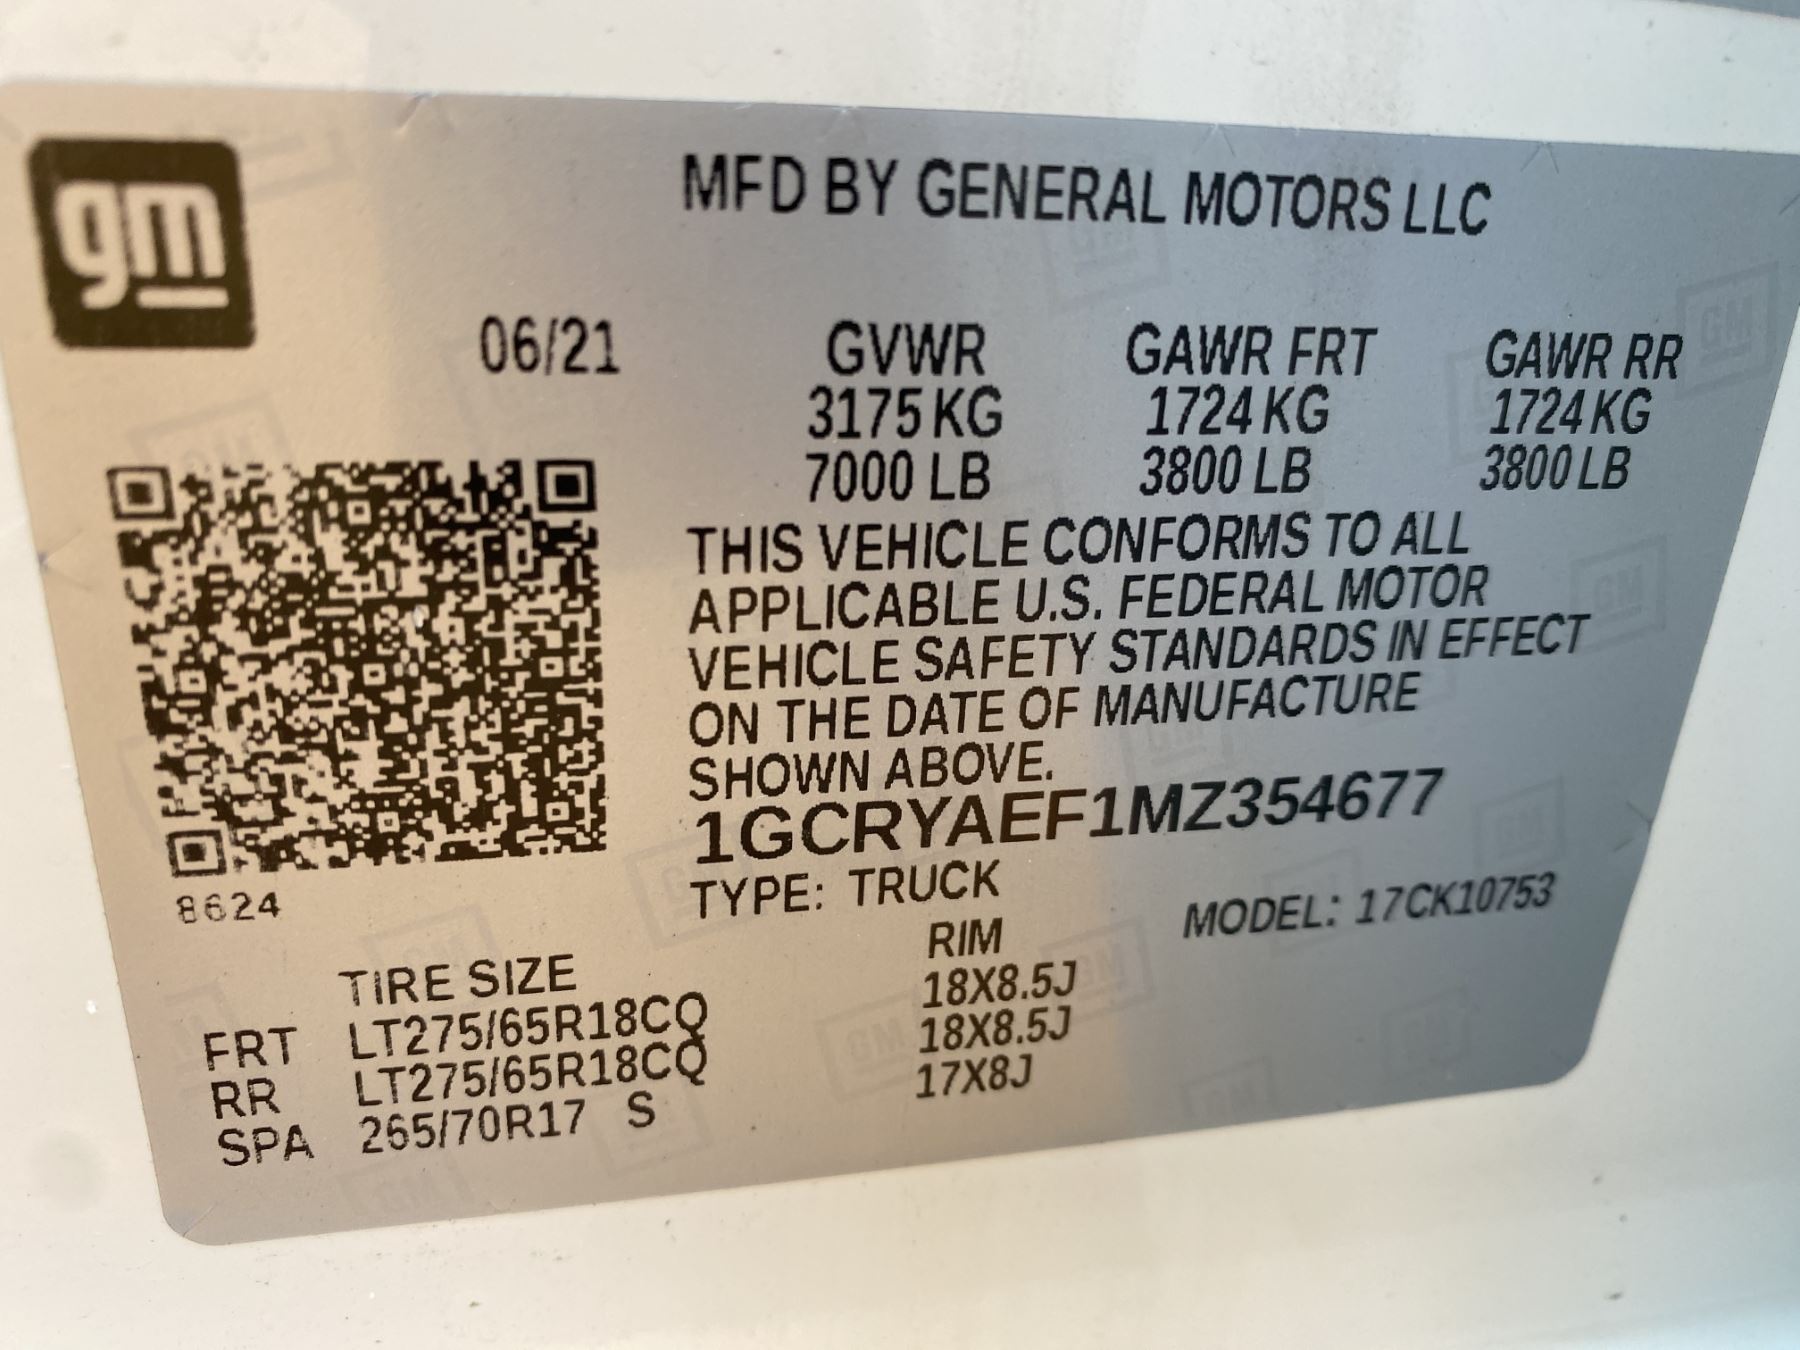 gm
MFD BY GENERAL MOTORS LLC
06/21 GVWR GAWR FRT GAWR RR
3175 KG 1724 KG 1724 KG
7000 LB 3800 LB 3800 LB
THIS VEHICLE CONFORMS TO ALL
APPLICABLE U.S. FEDERAL MOTOR
VEHICLE SAFETY STANDARDS IN EFFECT
ON THE DATE OF MANUFACTURE
SHOWN ABOVE.
1GCRYAEF1MZ354677
8624
TYPE: TRUCK MODEL: 17CK10753
TIRE SIZE RIM
FRT LT275/65R18CQ 18X8.5J
RR LT275/65R18CQ 18X8.5J
SPA 265/70R17 S 17X8J